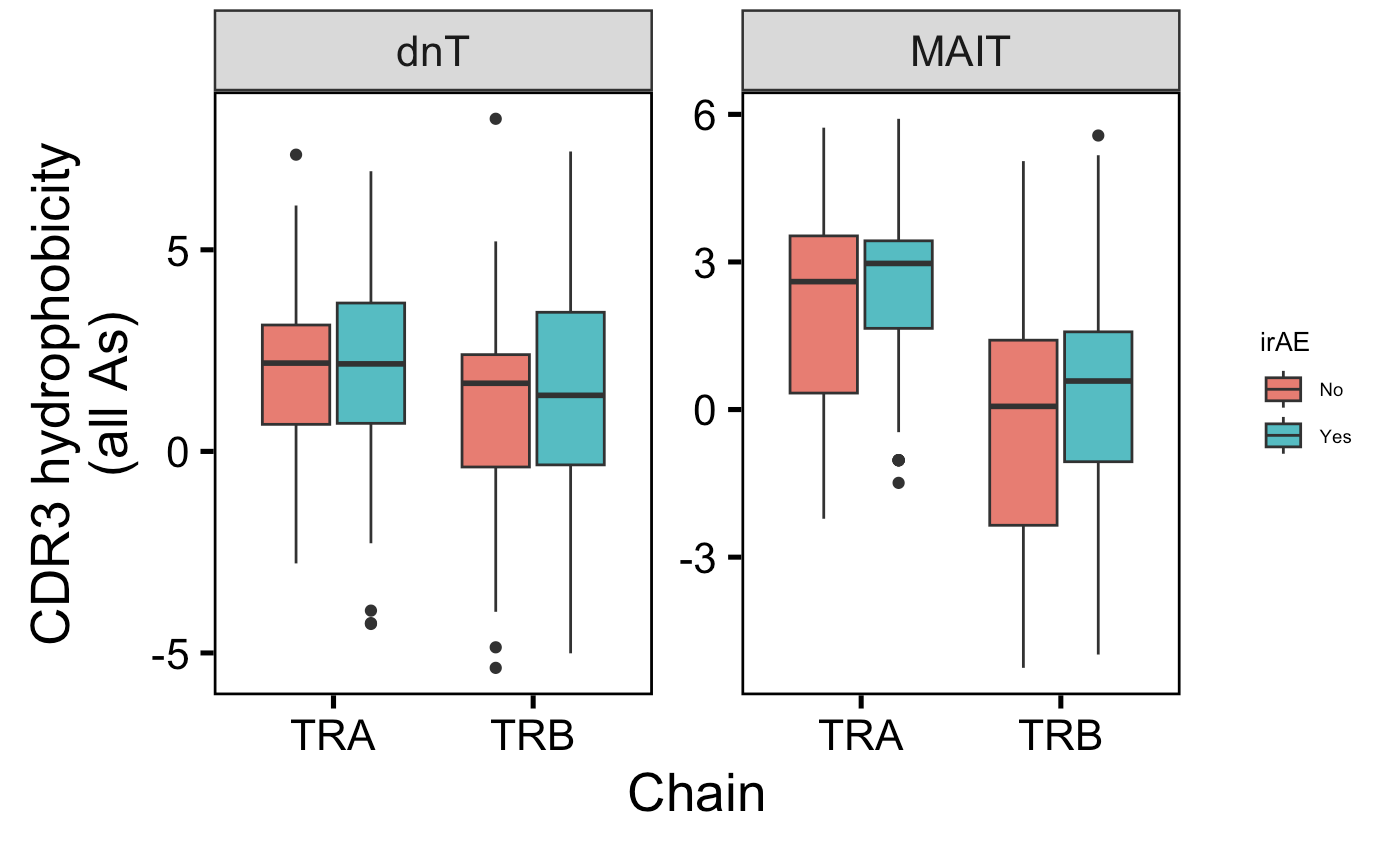 dnT
MAIT
CDR3 hydrophobicity
(all As)
5
0
-5
6
3
0
-3
TRA
TRB
TRA
TRB
Chain
irAE
No
Yes